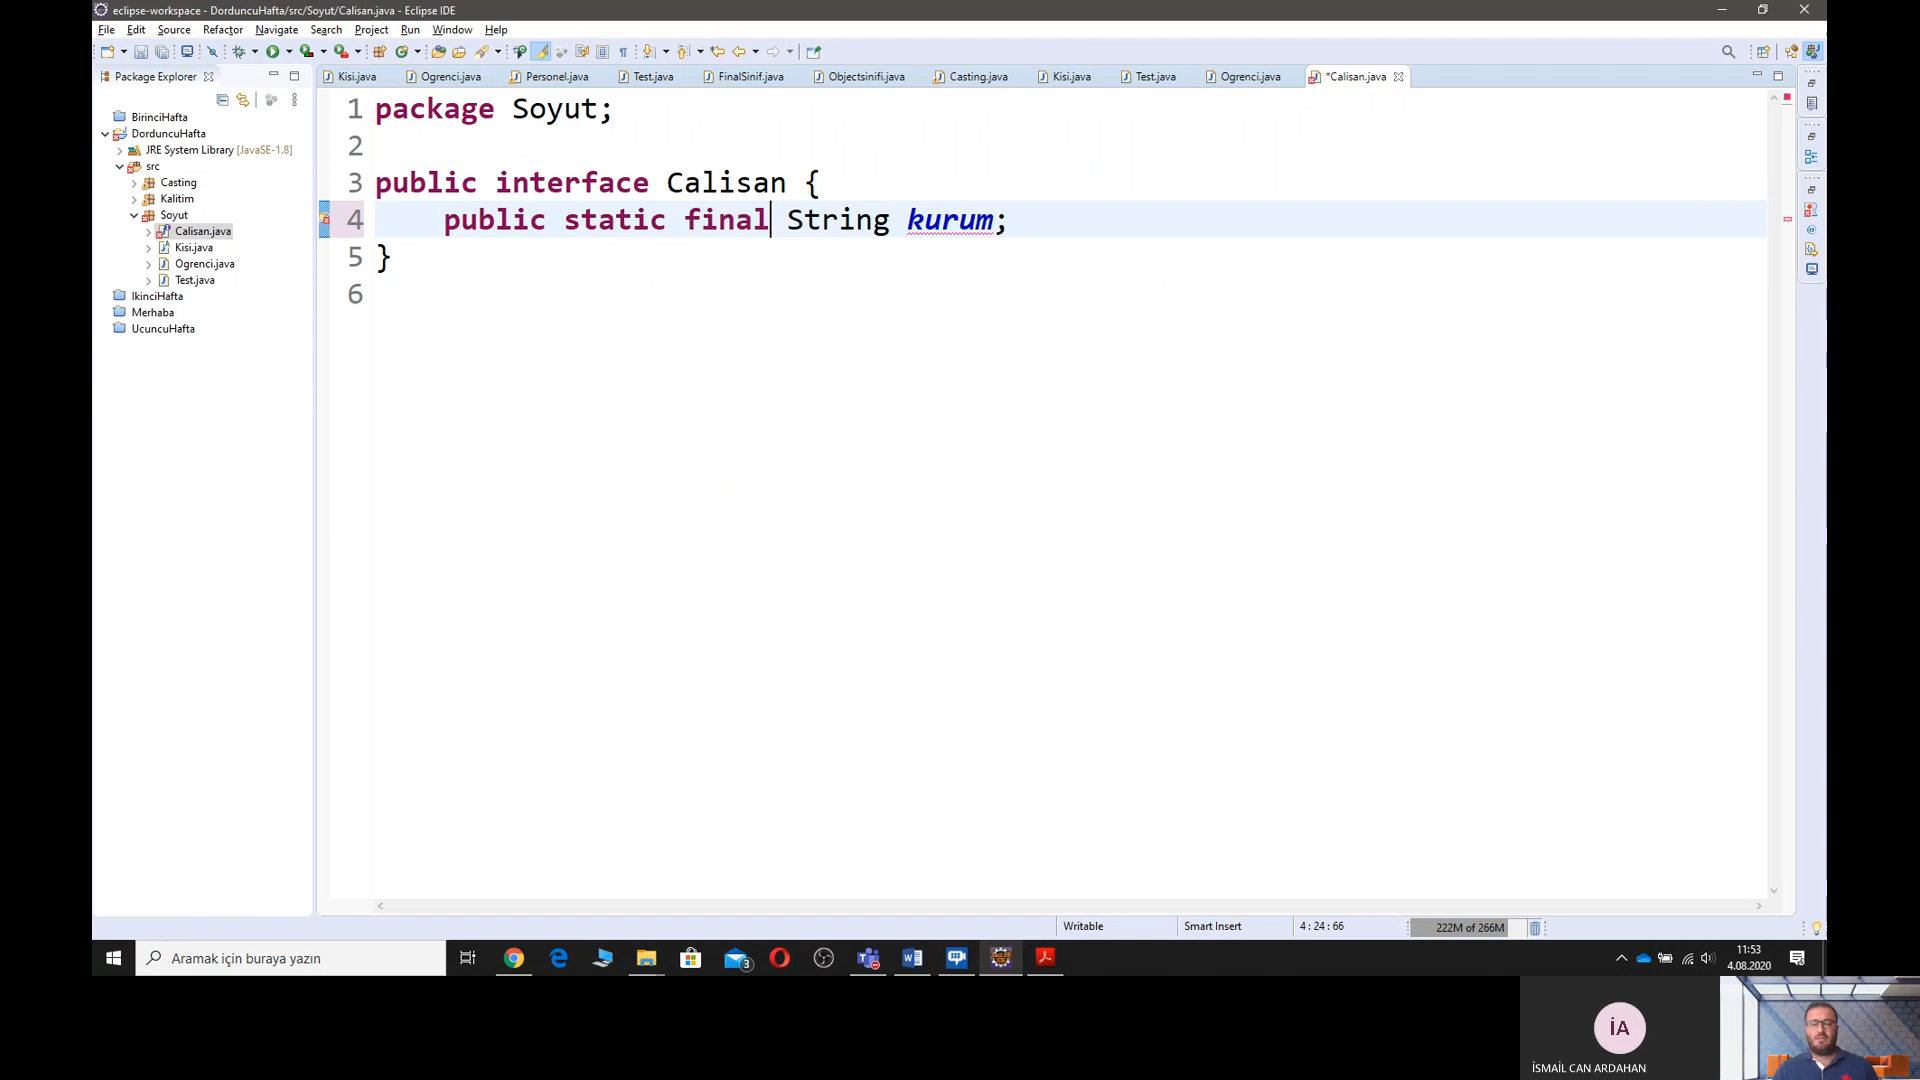 eclipse-workspace - DorduncuHafta/src/Soyut/Calisan.java - Eclipse IDE
File Edit Source Refactor Navigate Search Project Run Window Help
Package Explorer
Kisi.java Ogrenci.java Personel.java Test.java FinalSinif.java Objectsinifi.java Casting.java Kisi.java Test.java Ogrenci.java *Calisan.java
BirinciHafta
DorduncuHafta
JRE System Library [JavaSE-1.8]
src
Casting
Kalitim
Soyut
Calisan.java
Kisi.java
Ogrenci.java
Test.java
IkinciHafta
Merhaba
UcuncuHafta
1 package Soyut;
2
3 public interface Calisan {
4 public static final String kurum;
5 }
6
Writable Smart Insert 4 : 24 : 66 222M of 266M
Aramak için buraya yazın
3
11:53
4.08.2020
İA
İSMAİL CAN ARDAHAN